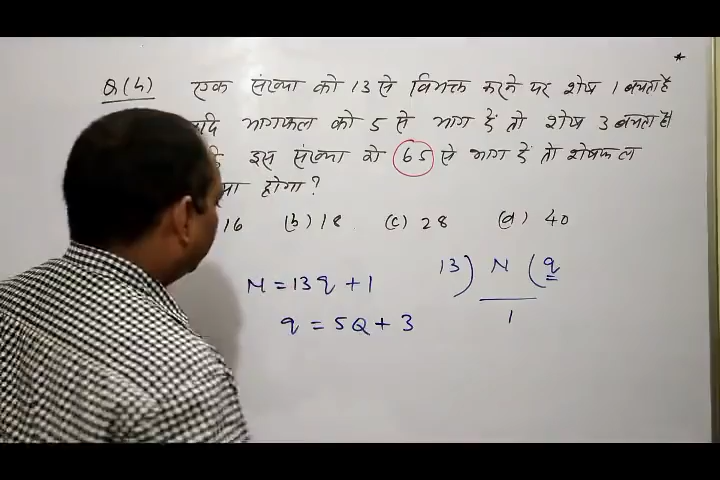 *
Q(4) एक संख्या को 13 से विभक्त करने पर शेष 1 बचता है
यदि भागफल को 5 से भाग दें तो शेष 3 बचता है।
इस संख्या को 65 से भाग दें तो शेषफल
होगा ?
16 (b) 18 (c) 28 (d) 40
N = 13q + 1
q = 5Q + 3
13) N (q
1